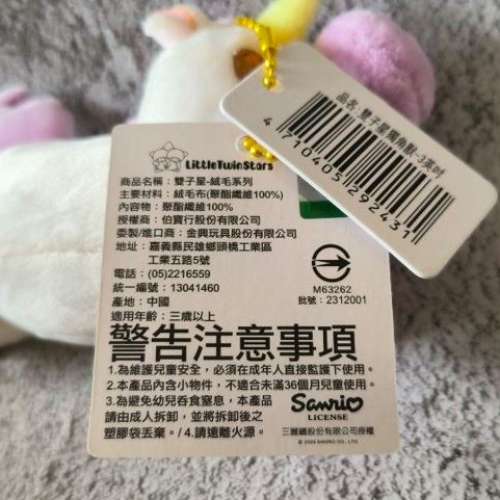 品名: 雙子星獨角獸-3英吋
4 710405 292431
LittleTwinStars
商品名稱：雙子星-絨毛系列
主要材料：絨毛布(聚酯纖維100%)
內容物：聚酯纖維100%
授權商：伯寶行股份有限公司
委製/進口商：金興玩具股份有限公司
地址：嘉義縣民雄鄉頭橋工業區
工業五路5號
電話：(05)2216559
統一編號：13041460
產地：中國
適用年齡：三歲以上
M63262
批號：2312001
警告注意事項
1.為維護兒童安全，必須在成年人直接監護下使用。
2.本產品內含小物件，不適合未滿36個月兒童使用。
3.為避免幼兒吞食窒息，本產品
請由成人拆卸，並將拆卸後之
塑膠袋丟棄。/4.請遠離火源。
Sanrio
LICENSE
三麗鷗股份有限公司授權